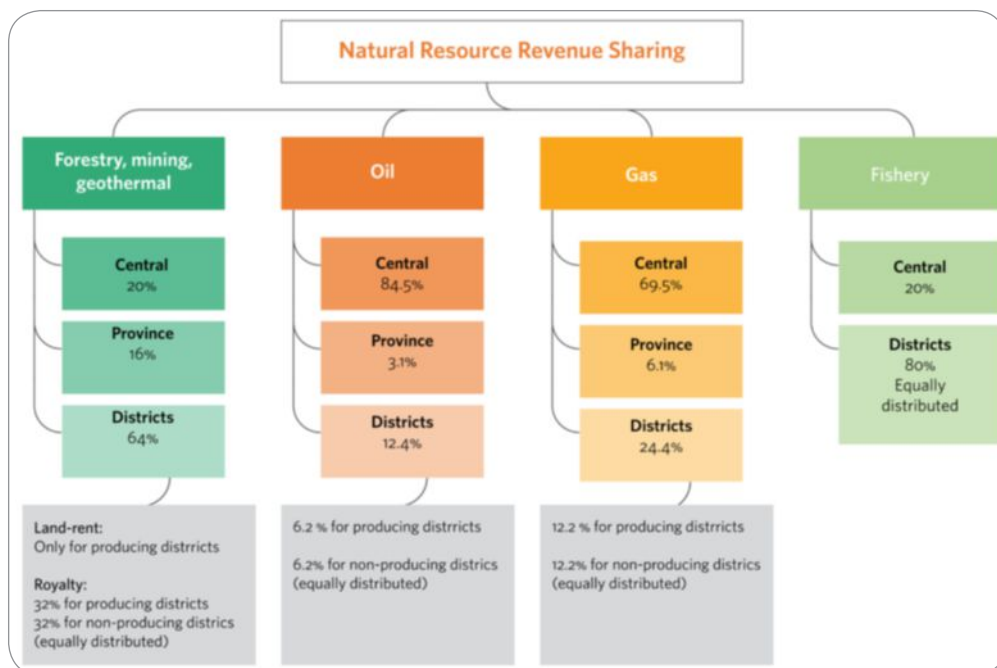 Natural Resource Revenue Sharing
Forestry, mining,
geothermal
Central
20%
Province
16%
Districts
64%
Land-rent:
Only for producing distrricts
Royalty:
32% for producing districts
32% for non-producing districs
(equally distributed)
Oil
Central
84.5%
Province
3.1%
Districts
12.4%
6.2 % for producing distrricts
6.2% for non-producing districs
(equally distributed)
Gas
Central
69.5%
Province
6.1%
Districts
24.4%
12.2 % for producing distrricts
12.2% for non-producing districs
(equally distributed)
Fishery
Central
20%
Districts
80%
Equally
distributed